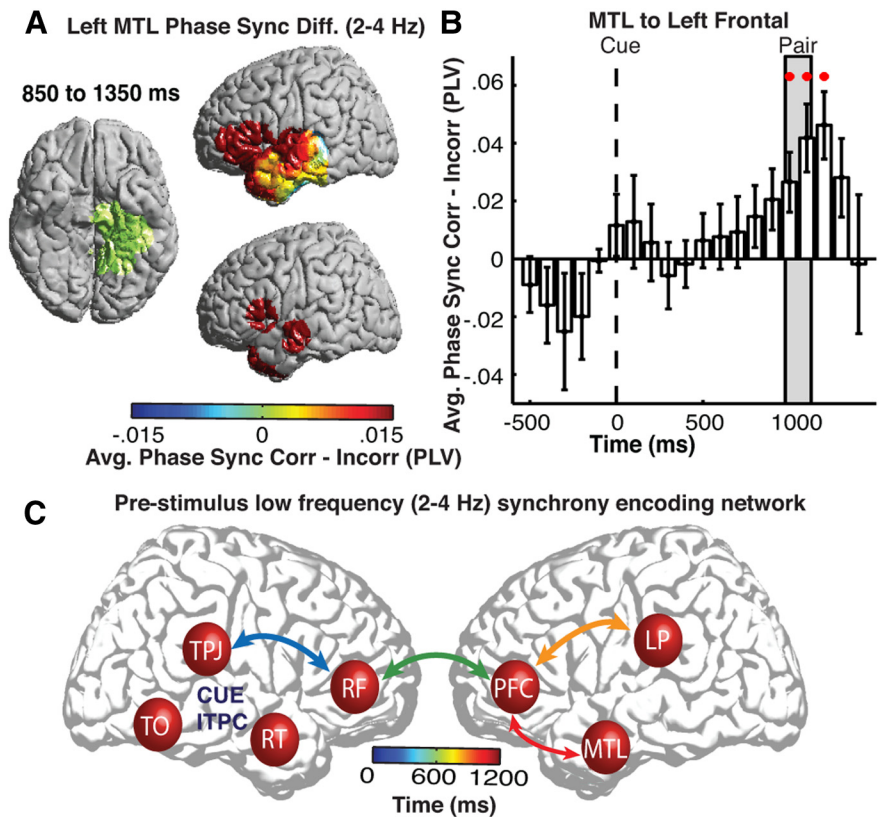 A
Left MTL Phase Sync Diff. (2-4 Hz)
850 to 1350 ms
-.015
0
.015
Avg. Phase Sync Corr - Incorr (PLV)
B
MTL to Left Frontal
Cue
Pair
Avg. Phase Sync Corr - Incorr (PLV)
.06
.04
.02
0
-.02
-.04
-500
0
500
1000
Time (ms)
C
Pre-stimulus low frequency (2-4 Hz) synchrony encoding network
TPJ
CUE
ITPC
RF
TO
RT
PFC
LP
MTL
0
600
1200
Time (ms)